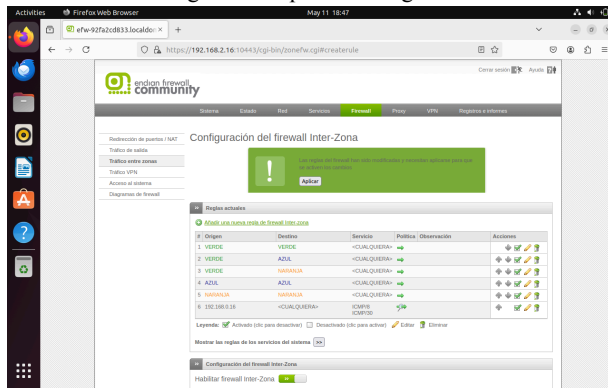 Activities Firefox Web Browser May 11 18:47
efw-92fa2cd833.localdo ×
https://192.168.2.16:10443/cgi-bin/zonefw.cgi#createrule
endian firewall
community
Cerrar sesión Ayuda
Sistema Estado Red Servicios Firewall Proxy VPN Registros e informes
Redirección de puertos / NAT
Tráfico de salida
Tráfico entre zonas
Tráfico VPN
Acceso al sistema
Diagramas de firewall
Configuración del firewall Inter-Zona
Aplicar
Reglas actuales
Añadir una nueva regla de firewall inter-zona
# Origen Destino Servicio Política Observación Acciones
1 VERDE VERDE <CUALQUIERA>
2 VERDE AZUL <CUALQUIERA>
3 VERDE NARANJA <CUALQUIERA>
4 AZUL AZUL <CUALQUIERA>
5 NARANJA NARANJA <CUALQUIERA>
6 192.168.0.16 <CUALQUIERA> ICMP/8
ICMP/30
Leyenda: Activado (clic para desactivar) Desactivado (clic para activar) Editar Eliminar
Mostrar las reglas de los servicios del sistema >>
Configuración del firewall Inter-Zona
Habilitar firewall Inter-Zona